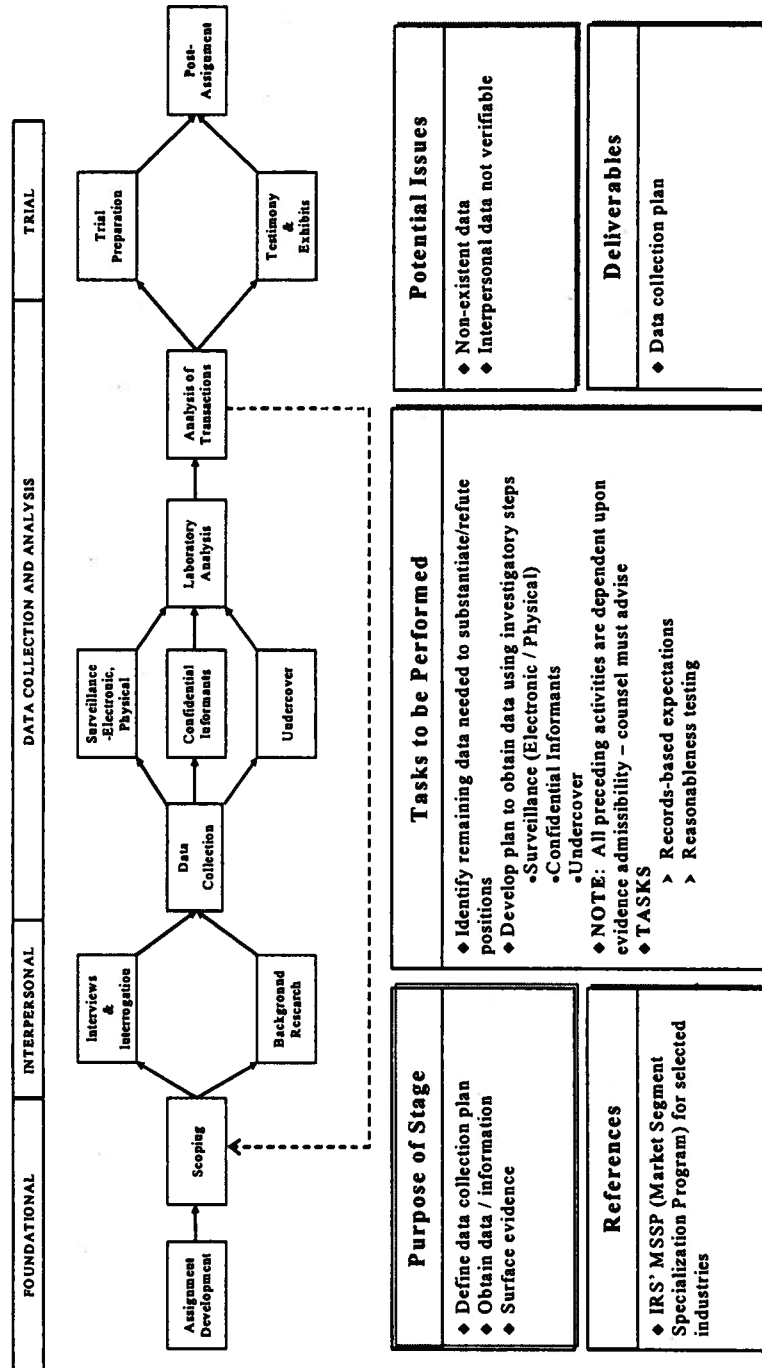 FOUNDATIONAL
INTERPERSONAL
DATA COLLECTION AND ANALYSIS
TRIAL
Assignment
Development
Scoping
Interviews
&
Interrogation
Background
Research
Data
Collection
Surveillance
-Electronic,
Physical
Confidential
Informants
Undercover
Laboratory
Analysis
Analysis of
Transactions
Trial
Preparation
Testimony
&
Exhibits
Post-
Assignment
Purpose of Stage
◆ Define data collection plan
◆ Obtain data / information
◆ Surface evidence
References
◆ IRS' MSSP (Market Segment
Specialization Program) for selected
industries
Tasks to be Performed
◆ Identify remaining data needed to substantiate/refute
positions
◆ Develop plan to obtain data using investigatory steps
•Surveillance (Electronic / Physical)
•Confidential Informants
•Undercover
◆ NOTE: All preceding activities are dependent upon
evidence admissibility – counsel must advise
◆ TASKS
> Records-based expectations
> Reasonableness testing
Potential Issues
◆ Non-existent data
◆ Interpersonal data not verifiable
Deliverables
◆ Data collection plan